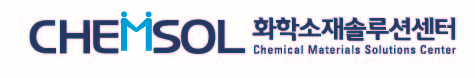 CHEMSOL 화학소재솔루션센터
Chemical Materials Solutions Center